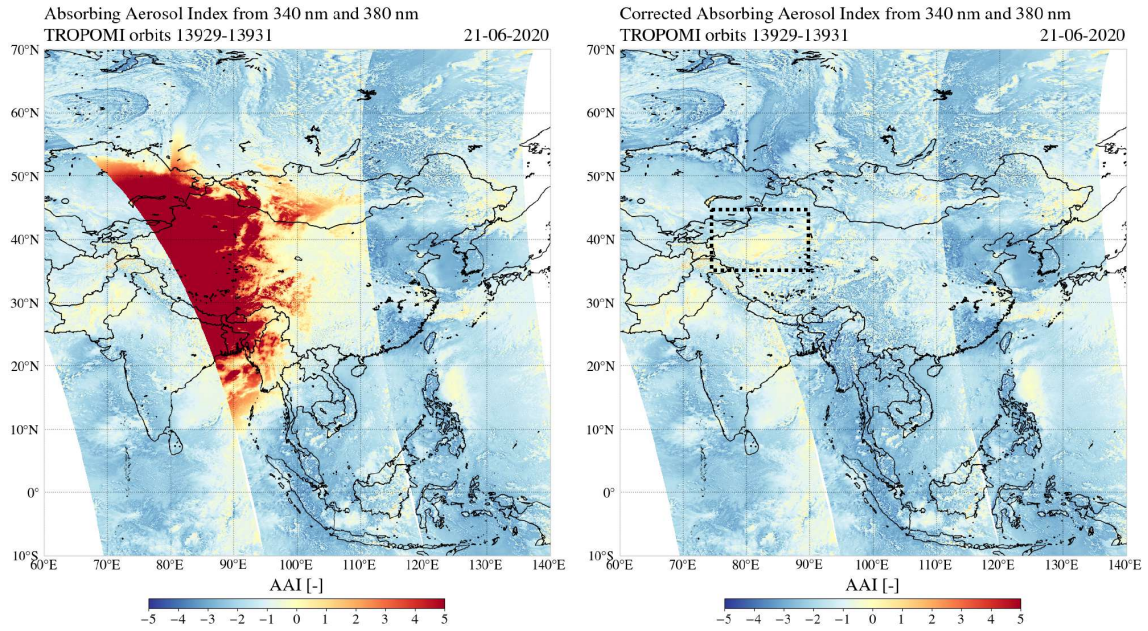 Absorbing Aerosol Index from 340 nm and 380 nm
TROPOMI orbits 13929-13931 21-06-2020
70°N
60°N
50°N
40°N
30°N
20°N
10°N
0°
10°S
60°E 70°E 80°E 90°E 100°E 110°E 120°E 130°E 140°E
AAI [-]
−5 −4 −3 −2 −1 0 1 2 3 4 5
Corrected Absorbing Aerosol Index from 340 nm and 380 nm
TROPOMI orbits 13929-13931 21-06-2020
70°N
60°N
50°N
40°N
30°N
20°N
10°N
0°
10°S
60°E 70°E 80°E 90°E 100°E 110°E 120°E 130°E 140°E
AAI [-]
−5 −4 −3 −2 −1 0 1 2 3 4 5